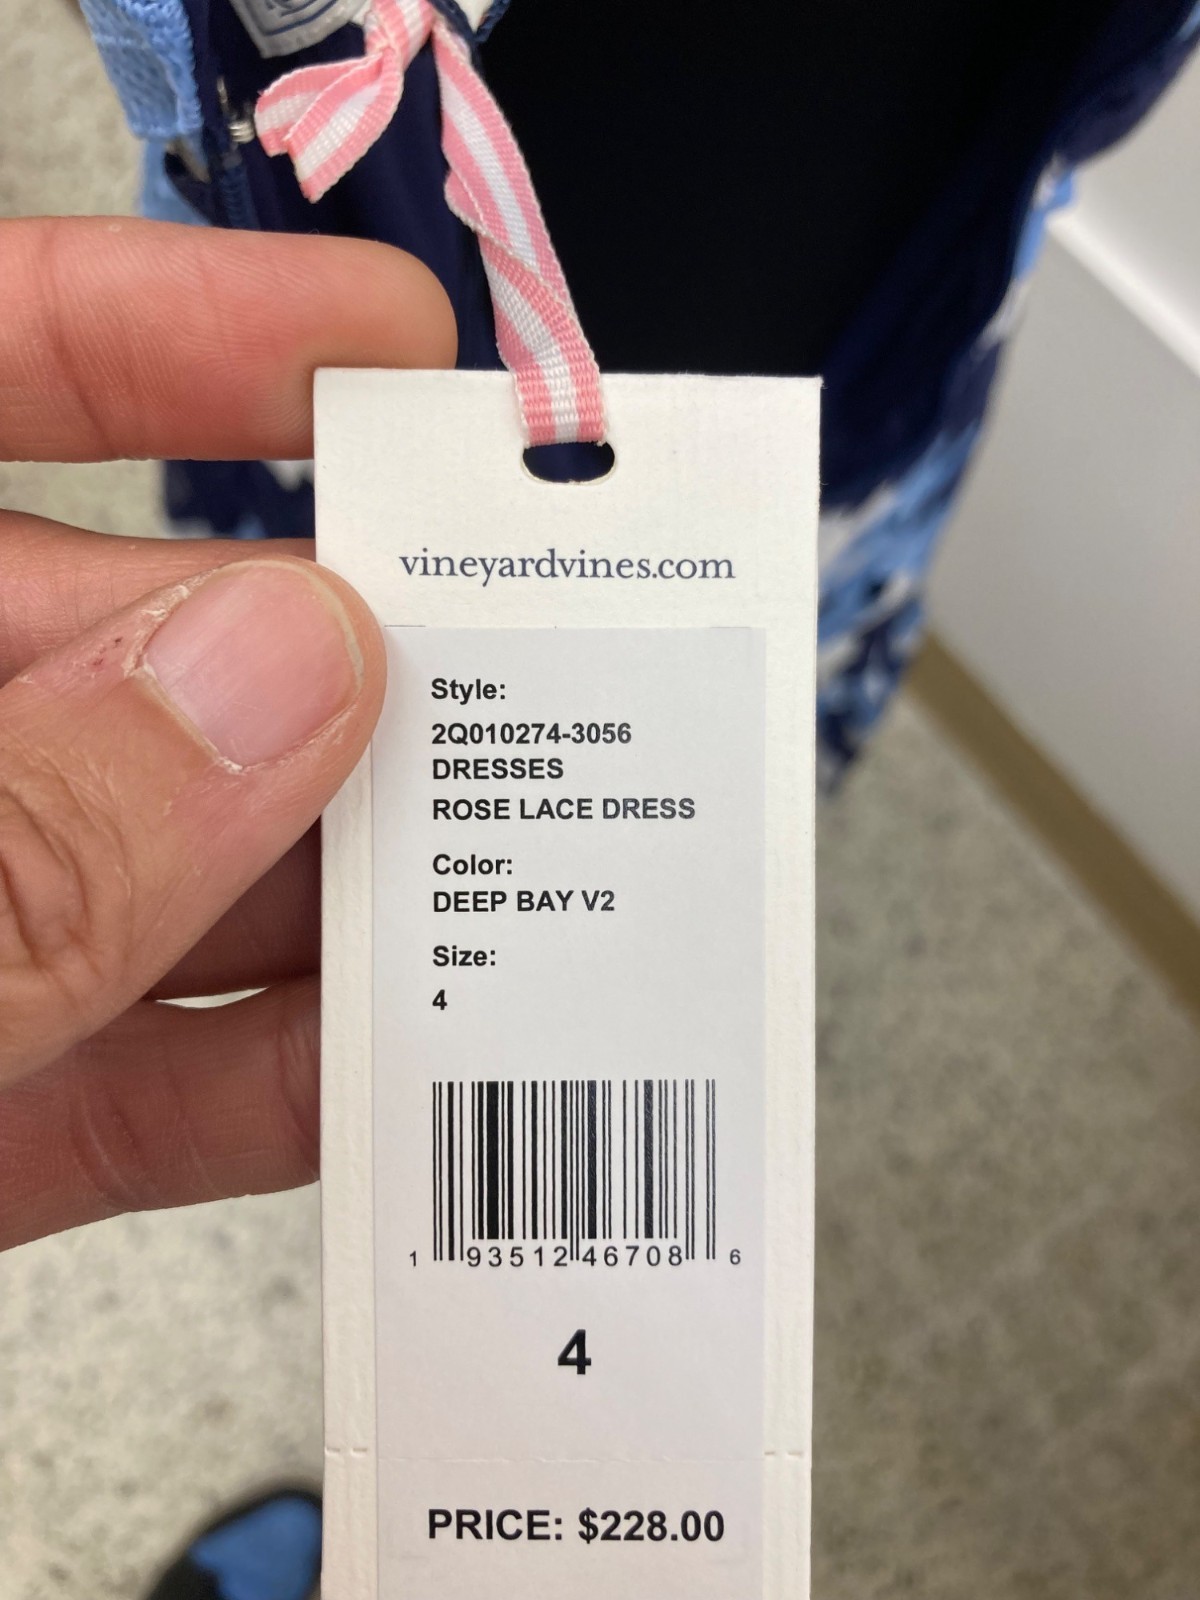 vineyardvines.com
Style:
2Q010274-3056
DRESSES
ROSE LACE DRESS
Color:
DEEP BAY V2
Size:
4
1 93512 46708 6
4
PRICE: $228.00